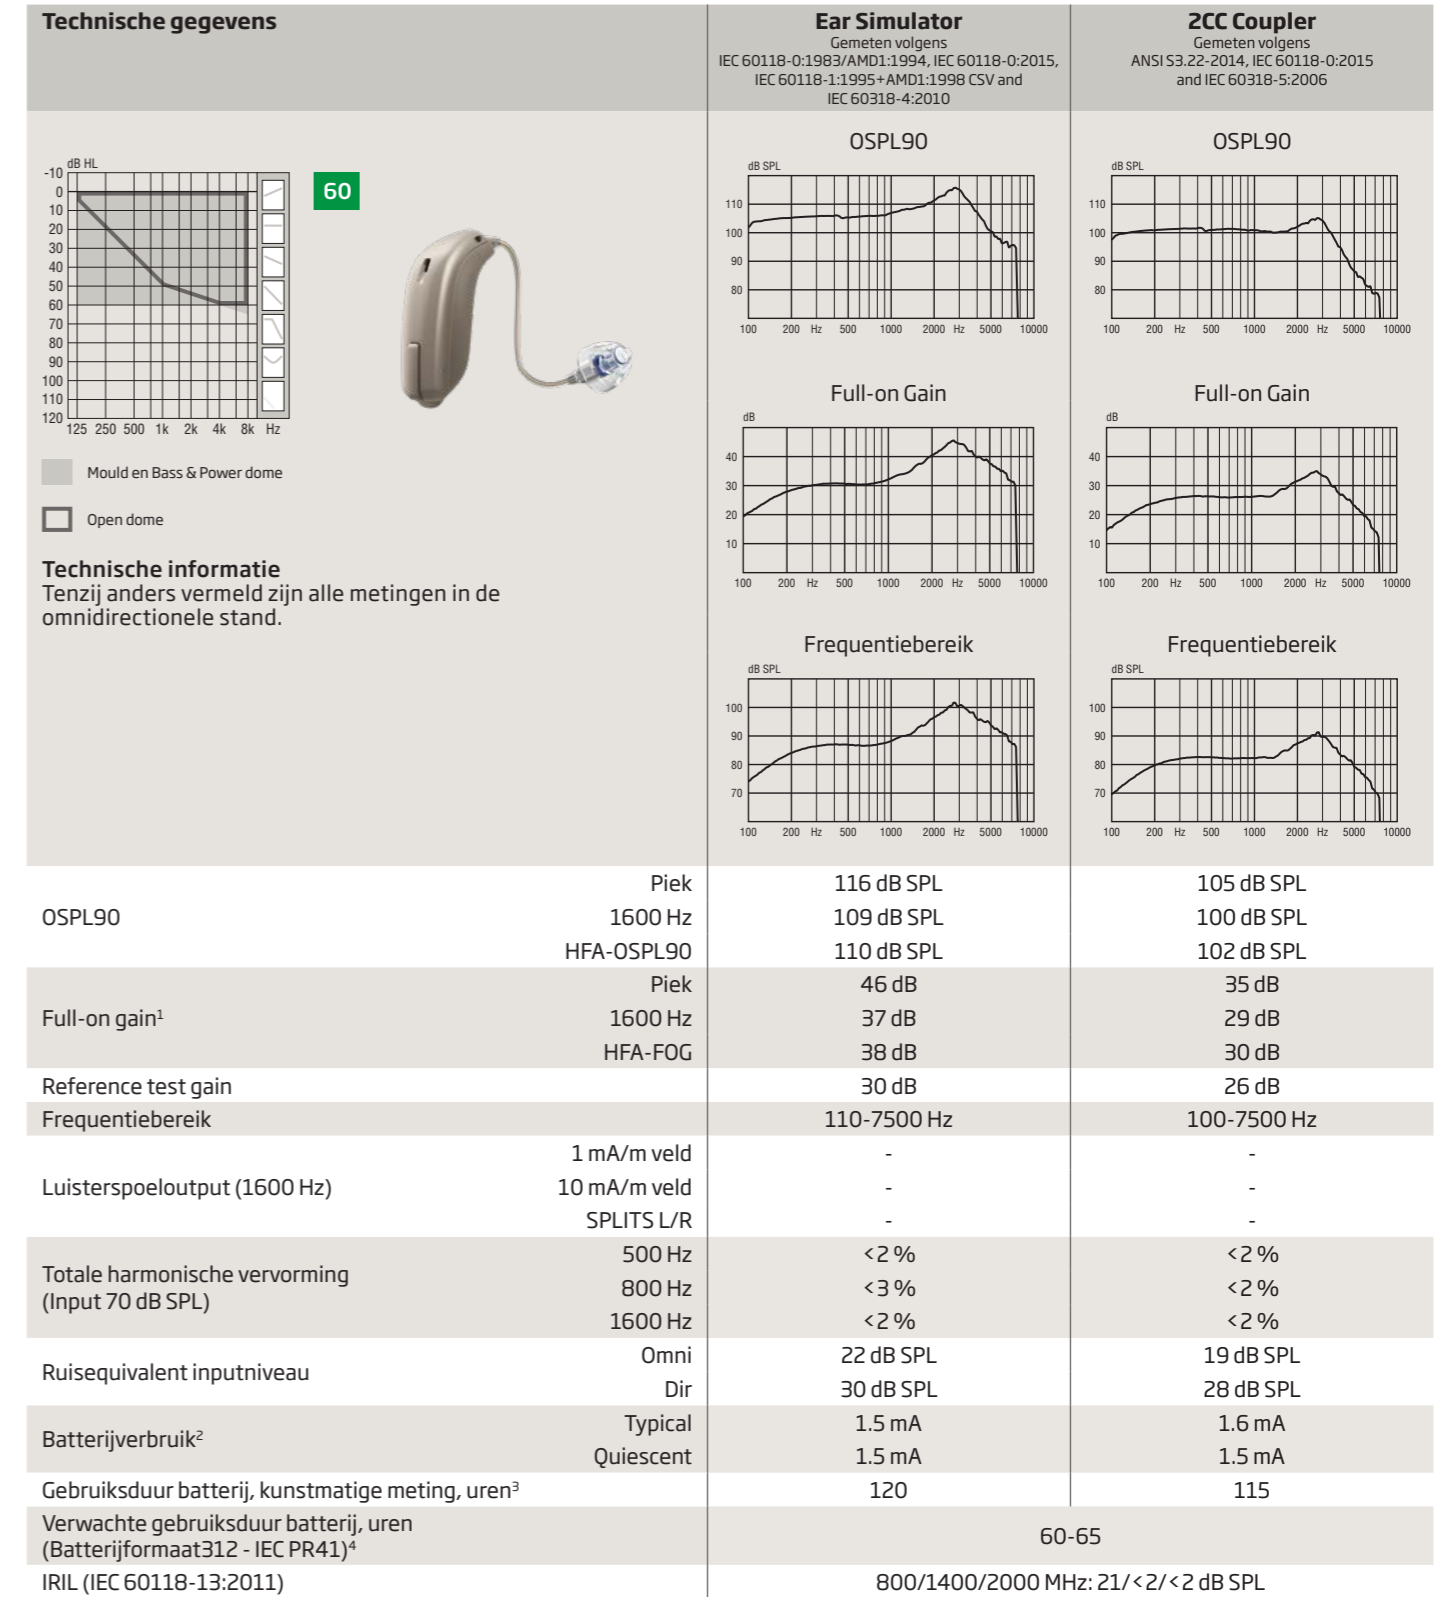 Technische gegevens
Ear Simulator
Gemeten volgens
IEC 60118-0:1983/AMD1:1994, IEC 60118-0:2015,
IEC 60118-1:1995+AMD1:1998 CSV and
IEC 60318-4:2010
2CC Coupler
Gemeten volgens
ANSI S3.22-2014, IEC 60118-0:2015
and IEC 60318-5:2006
dB HL
-10
0
10
20
30
40
50
60
70
80
90
100
110
120
125 250 500 1k 2k 4k 8k Hz
60
Mould en Bass & Power dome
Open dome
Technische informatie
Tenzij anders vermeld zijn alle metingen in de
omnidirectionele stand.
OSPL90
dB SPL
110
100
90
80
100 200 Hz 500 1000 2000 Hz 5000 10000
OSPL90
dB SPL
110
100
90
80
100 200 Hz 500 1000 2000 Hz 5000 10000
Full-on Gain
dB
40
30
20
10
100 200 Hz 500 1000 2000 Hz 5000 10000
Full-on Gain
dB
40
30
20
10
100 200 Hz 500 1000 2000 Hz 5000 10000
Frequentiebereik
dB SPL
100
90
80
70
100 200 Hz 500 1000 2000 Hz 5000 10000
Frequentiebereik
dB SPL
100
90
80
70
100 200 Hz 500 1000 2000 Hz 5000 10000
OSPL90
Piek 116 dB SPL 105 dB SPL
1600 Hz 109 dB SPL 100 dB SPL
HFA-OSPL90 110 dB SPL 102 dB SPL
Full-on gain¹
Piek 46 dB 35 dB
1600 Hz 37 dB 29 dB
HFA-FOG 38 dB 30 dB
Reference test gain 30 dB 26 dB
Frequentiebereik 110-7500 Hz 100-7500 Hz
Luisterspoeloutput (1600 Hz)
1 mA/m veld - -
10 mA/m veld - -
SPLITS L/R - -
Totale harmonische vervorming
(Input 70 dB SPL)
500 Hz <2 % <2 %
800 Hz <3 % <2 %
1600 Hz <2 % <2 %
Ruisequivalent inputniveau
Omni 22 dB SPL 19 dB SPL
Dir 30 dB SPL 28 dB SPL
Batterijverbruik²
Typical 1.5 mA 1.6 mA
Quiescent 1.5 mA 1.5 mA
Gebruiksduur batterij, kunstmatige meting, uren³ 120 115
Verwachte gebruiksduur batterij, uren
(Batterijformaat312 - IEC PR41)⁴ 60-65
IRIL (IEC 60118-13:2011) 800/1400/2000 MHz: 21/<2/<2 dB SPL